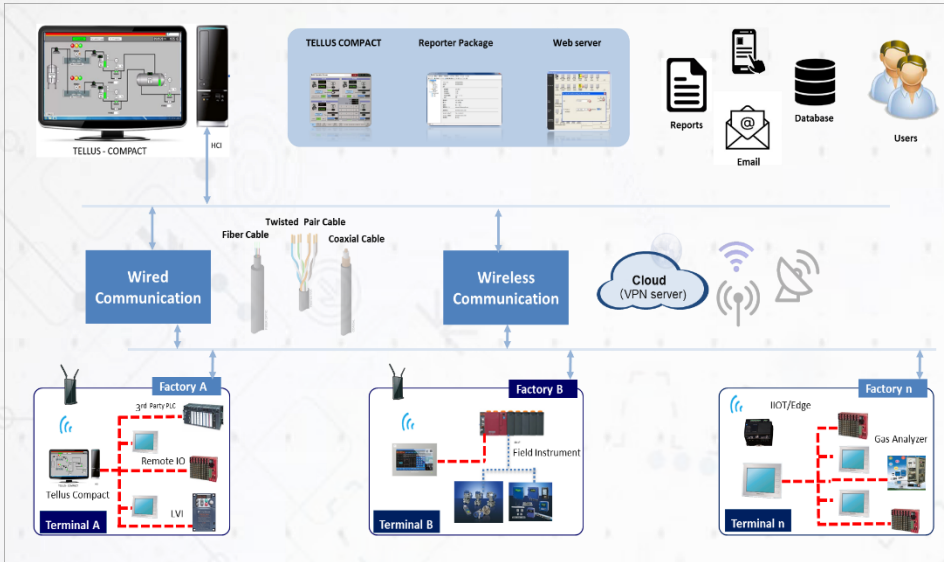 TELLUS COMPACT
Reporter Package
Web server
Reports
Email
@
Database
Users
TELLUS - COMPACT
HCI
Wired
Communication
Fiber Cable
Twisted Pair Cable
Coaxial Cable
Wireless
Communication
Cloud
(VPN server)
Factory A
3rd Party PLC
Remote IO
Tellus Compact
LVI
Terminal A
Factory B
Field Instrument
Terminal B
Factory n
IIOT/Edge
Gas Analyzer
Terminal n